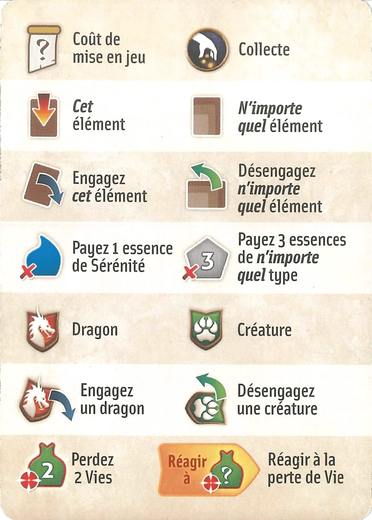 ?
Coût de
mise en jeu
Collecte
Cet
élément
N'importe
quel élément
Engagez
cet élément
Désengagez
n'importe
quel élément
Payez 1 essence
de Sérénité
3
Payez 3 essences
de n'importe
quel type
Dragon
Créature
Engagez
un dragon
Désengagez
une créature
2
Perdez
2 Vies
Réagir
à
?
Réagir à la
perte de Vie